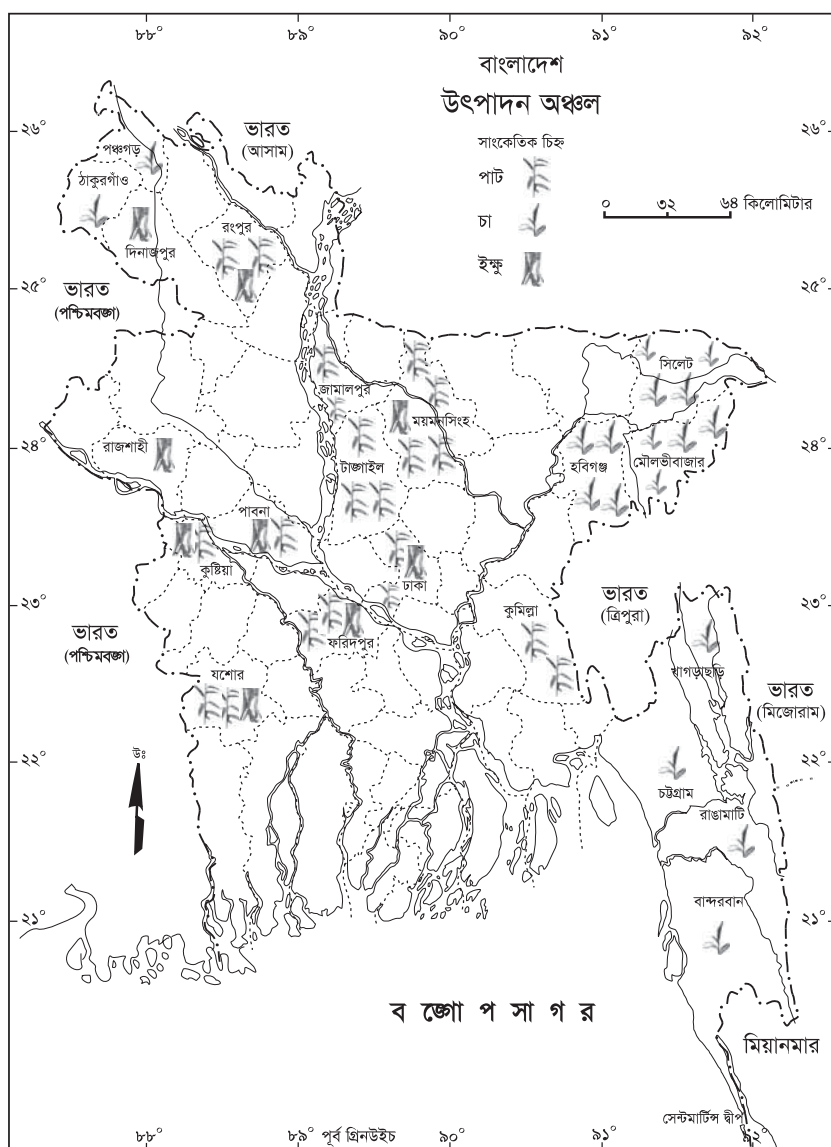 ৮৮° ৮৯° ৯০° ৯১° ৯২°
বাংলাদেশ
উৎপাদন অঞ্চল
সাংকেতিক চিহ্ন
পাট
চা
ইক্ষু
০ ৩২ ৬৪ কিলোমিটার
২৬° ২৬°
ভারত
(আসাম)
পঞ্চগড়
ঠাকুরগাঁও
দিনাজপুর
রংপুর
২৫° ২৫°
ভারত
(পশ্চিমবঙ্গ)
জামালপুর
ময়মনসিংহ
সিলেট
রাজশাহী
২৪° ২৪°
টাঙ্গাইল
হবিগঞ্জ
মৌলভীবাজার
পাবনা
কুষ্টিয়া
ঢাকা
২৩° ২৩°
ফরিদপুর
কুমিল্লা
ভারত
(ত্রিপুরা)
ভারত
(পশ্চিমবঙ্গ)
যশোর
খাগড়াছড়ি
ভারত
(মিজোরাম)
উঃ
২২° ২২°
চট্টগ্রাম
রাঙামাটি
বান্দরবান
২১° ২১°
বঙ্গোপসাগর
মিয়ানমার
সেন্টমার্টিন্স দ্বীপ
৮৮° ৮৯° পূর্ব গ্রিনউইচ ৯০° ৯১° ৯২°